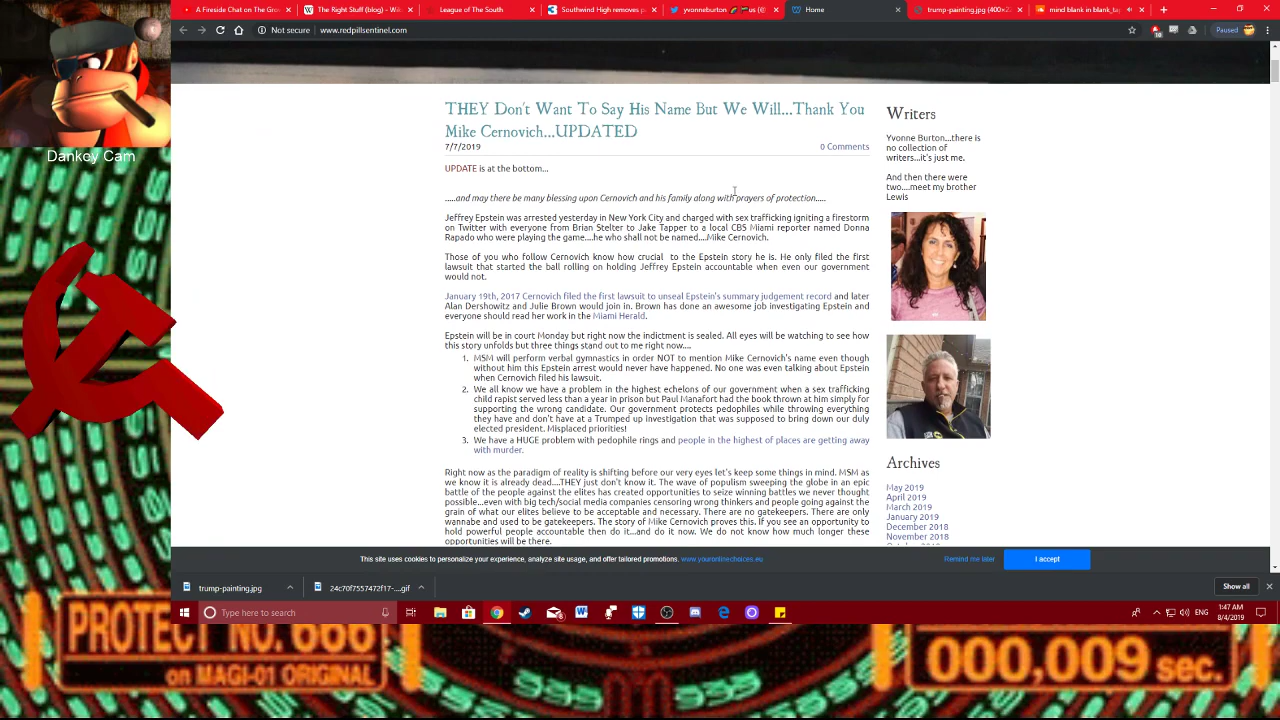 A Fireside Chat on The Gro
The Right Stuff (blog) - Wiki
League of The South
Southwind High removes p
yvonneburton us (@
Home
trump-painting.jpg (400×2
mind blank in blank_
Not secure | www.redpillsentinel.com
Paused
Dankey Cam
THEY Don't Want To Say His Name But We Will...Thank You
Mike Cernovich...UPDATED
7/7/2019
0 Comments
UPDATE is at the bottom...
.....and may there be many blessing upon Cernovich and his family along with prayers of protection.....
Jeffrey Epstein was arrested yesterday in New York City and charged with sex trafficking igniting a firestorm
on Twitter with everyone from Brian Stelter to Jake Tapper to a local CBS Miami reporter named Donna
Rapado who were playing the game....he who shall not be named....Mike Cernovich.
Those of you who follow Cernovich know how crucial to the Epstein story he is. He only filed the first
lawsuit that started the ball rolling on holding Jeffrey Epstein accountable when even our government
would not.
January 19th, 2017 Cernovich filed the first lawsuit to unseal Epstein's summary judgement record and later
Alan Dershowitz and Julie Brown would join in. Brown has done an awesome job investigating Epstein and
everyone should read her work in the Miami Herald.
Epstein will be in court Monday but right now the indictment is sealed. All eyes will be watching to see how
this story unfolds but three things stand out to me right now....
1. MSM will perform verbal gymnastics in order NOT to mention Mike Cernovich's name even though
without him this Epstein arrest would never have happened. No one was even talking about Epstein
when Cernovich filed his lawsuit.
2. We all know we have a problem in the highest echelons of our government when a sex trafficking
child rapist served less than a year in prison but Paul Manafort had the book thrown at him simply for
supporting the wrong candidate. Our government protects pedophiles while throwing everything
they have and don't have at a Trumped up investigation that was supposed to bring down our duly
elected president. Misplaced priorities!
3. We have a HUGE problem with pedophile rings and people in the highest of places are getting away
with murder.
Right now as the paradigm of reality is shifting before our very eyes let's keep some things in mind. MSM as
we know it is already dead....THEY just don't know it. The wave of populism sweeping the globe in an epic
battle of the people against the elites has created opportunities to seize winning battles we never thought
possible...even with big tech/social media companies censoring wrong thinkers and people going against the
grain of what our elites believe to be acceptable and necessary. There are no gatekeepers. There are only
wannabe and used to be gatekeepers. The story of Mike Cernovich proves this. If you see an opportunity to
hold powerful people accountable then do it...and do it now. We do not know how much longer these
opportunities will be there.
Writers
Yvonne Burton...there is
no collection of
writers...it's just me.
And then there were
two....meet my brother
Lewis
Archives
May 2019
April 2019
March 2019
January 2019
December 2018
November 2018
This site uses cookies to personalize your experience, analyze site usage, and offer tailored promotions. www.youronlinechoices.eu
Remind me later
I accept
trump-painting.jpg
24c70f7557472f17-....gif
Show all
Type here to search
ENG
1:47 AM
8/4/2019
PROTECT NO.666
on MAGI-01 ORIGINAL
000,009 sec.